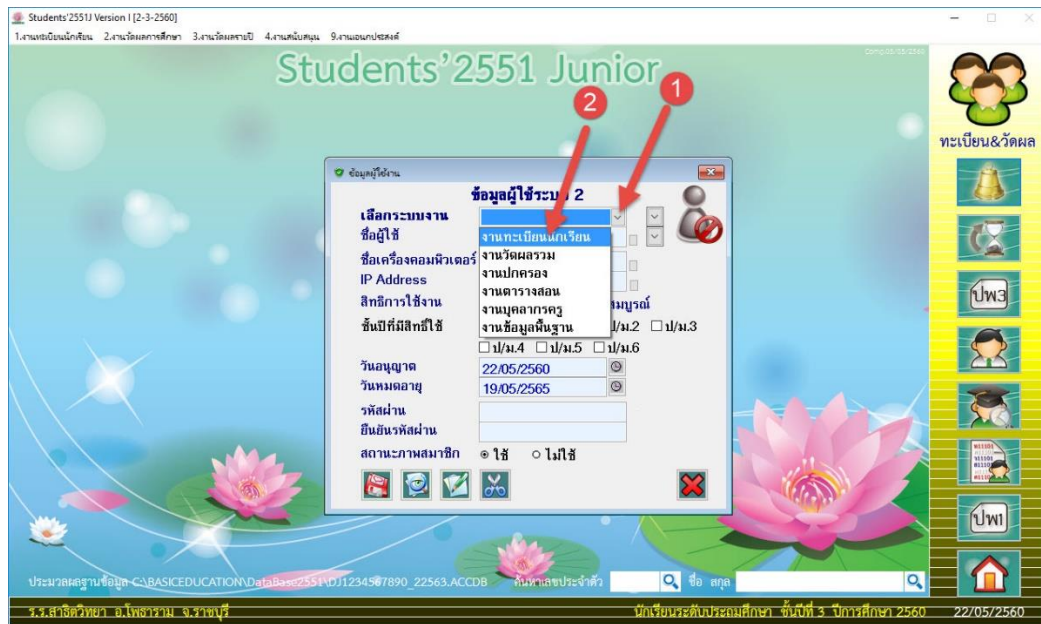 Students'2551J Version I [2-3-2560]
1.งานทะเบียนนักเรียน 2.งานวัดผลการศึกษา 3.งานวัดผลรายปี 4.งานสนับสนุน 9.งานเอนกประสงค์
Students'2551 Junior
2
1
ทะเบียน&วัดผล
ข้อมูลผู้ใช้งาน
ข้อมูลผู้ใช้ระบบ 2
เลือกระบบงาน
ชื่อผู้ใช้
งานทะเบียนนักเรียน
ชื่อเครื่องคอมพิวเตอร์
งานวัดผลรวม
IP Address
งานปกครอง
งานตารางสอน
สิทธิการใช้งาน
สมบูรณ์
งานบุคลากรครู
ชั้นปีที่มีสิทธิ์ใช้
งานข้อมูลพื้นฐาน
ป/ม.2 ป/ม.3
ป/ม.4 ป/ม.5 ป/ม.6
วันอนุญาต 22/05/2560
วันหมดอายุ 19/05/2565
รหัสผ่าน
ยืนยันรหัสผ่าน
สถานะภาพสมาชิก ใช้ ไม่ใช้
ปพ3
ปพ1
ประมวลผลฐานข้อมูล C:\BASICEDUCATION\DataBase2551\DJ1234567890_22563.ACCDB ค้นหาเลขประจำตัว ชื่อ สกุล
ร.ร.สาธิตวิทยา อ.โพธาราม จ.ราชบุรี
นักเรียนระดับประถมศึกษา ชั้นปีที่ 3 ปีการศึกษา 2560
22/05/2560